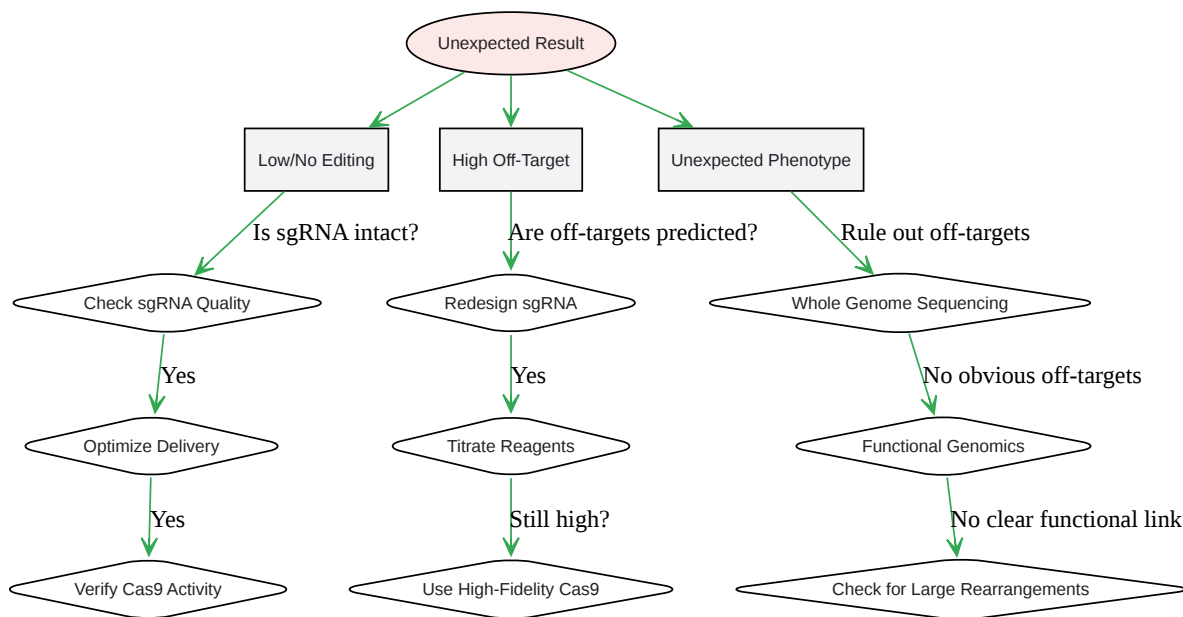 Unexpected Result
Low/No Editing
High Off-Target
Unexpected Phenotype
Is sgRNA intact?
Are off-targets predicted?
Rule out off-targets
Check sgRNA Quality
Redesign sgRNA
Whole Genome Sequencing
Yes
Yes
No obvious off-targets
Optimize Delivery
Titrate Reagents
Functional Genomics
Yes
Still high?
No clear functional link
Verify Cas9 Activity
Use High-Fidelity Cas9
Check for Large Rearrangements